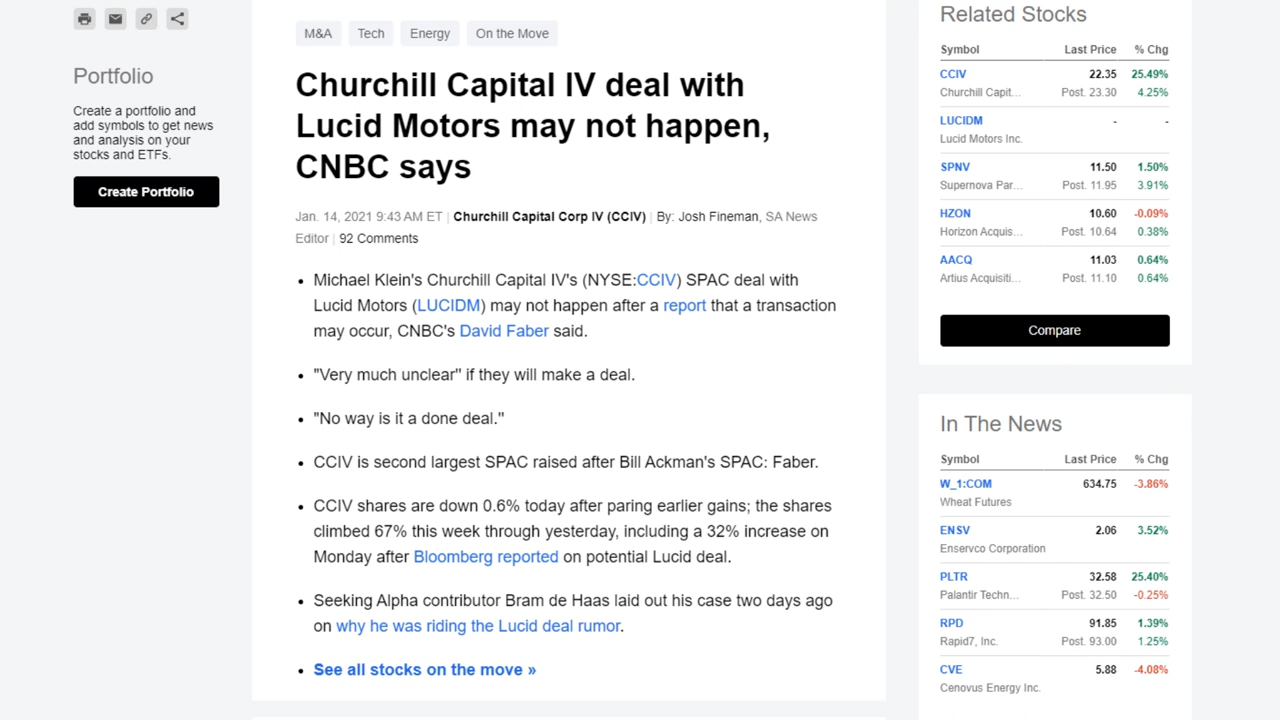 Portfolio
Create a portfolio and
add symbols to get news
and analysis on your
stocks and ETFs.
Create Portfolio
M&A Tech Energy On the Move
Churchill Capital IV deal with
Lucid Motors may not happen,
CNBC says
Jan. 14, 2021 9:43 AM ET | Churchill Capital Corp IV (CCIV) | By: Josh Fineman, SA News
Editor | 92 Comments
• Michael Klein's Churchill Capital IV's (NYSE:CCIV) SPAC deal with
Lucid Motors (LUCIDM) may not happen after a report that a transaction
may occur, CNBC's David Faber said.
• "Very much unclear" if they will make a deal.
• "No way is it a done deal."
• CCIV is second largest SPAC raised after Bill Ackman's SPAC: Faber.
• CCIV shares are down 0.6% today after paring earlier gains; the shares
climbed 67% this week through yesterday, including a 32% increase on
Monday after Bloomberg reported on potential Lucid deal.
• Seeking Alpha contributor Bram de Haas laid out his case two days ago
on why he was riding the Lucid deal rumor.
• See all stocks on the move »
Related Stocks
Symbol Last Price % Chg
CCIV 22.35 25.49%
Churchill Capit... Post. 23.30 4.25%
LUCIDM - -
Lucid Motors Inc.
SPNV 11.50 1.50%
Supernova Par... Post. 11.95 3.91%
HZON 10.60 -0.09%
Horizon Acquis... Post. 10.64 0.38%
AACQ 11.03 0.64%
Artius Acquisiti... Post. 11.10 0.64%
Compare
In The News
Symbol Last Price % Chg
W_1:COM 634.75 -3.86%
Wheat Futures
ENSV 2.06 3.52%
Enservco Corporation
PLTR 32.58 25.40%
Palantir Techn... Post. 32.50 -0.25%
RPD 91.85 1.39%
Rapid7, Inc. Post. 93.00 1.25%
CVE 5.88 -4.08%
Cenovus Energy Inc.